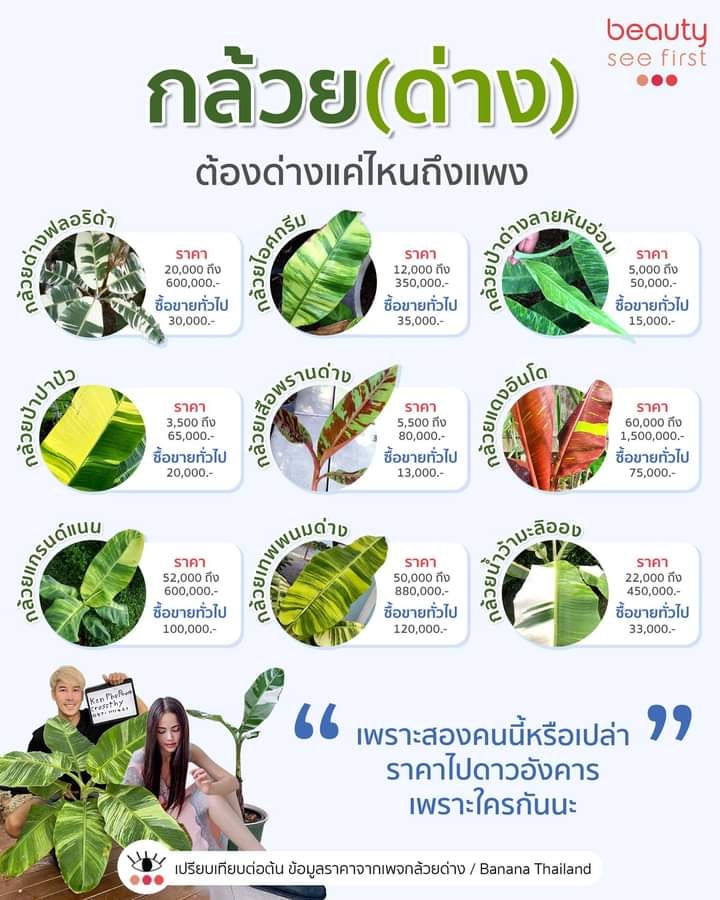 beauty
see first
กล้วย(ด่าง)
ต้องด่างแค่ไหนถึงแพง
กล้วยด่างฟลอริด้า
ราคา
20,000 ถึง
600,000.-
ซื้อขายทั่วไป
30,000.-
กล้วยไอศกรีม
ราคา
12,000 ถึง
350,000.-
ซื้อขายทั่วไป
35,000.-
กล้วยป่าด่างลายหินอ่อน
ราคา
5,000 ถึง
50,000.-
ซื้อขายทั่วไป
15,000.-
กล้วยป่าปาปัว
ราคา
3,500 ถึง
65,000.-
ซื้อขายทั่วไป
20,000.-
กล้วยเสือพรานด่าง
ราคา
5,500 ถึง
80,000.-
ซื้อขายทั่วไป
13,000.-
กล้วยแดงอินโด
ราคา
60,000 ถึง
1,500,000.-
ซื้อขายทั่วไป
75,000.-
กล้วยแกรนด์แนน
ราคา
52,000 ถึง
600,000.-
ซื้อขายทั่วไป
100,000.-
กล้วยเทพพนมด่าง
ราคา
50,000 ถึง
880,000.-
ซื้อขายทั่วไป
120,000.-
กล้วยน้ำว้ามะลิออง
ราคา
22,000 ถึง
450,000.-
ซื้อขายทั่วไป
33,000.-
Ken PhuPhum
“ เพราะสองคนนี้หรือเปล่า ”
ราคาไปดาวอังคาร
เพราะใครกันนะ
เปรียบเทียบต่อต้น ข้อมูลราคาจากเพจกล้วยด่าง / Banana Thailand